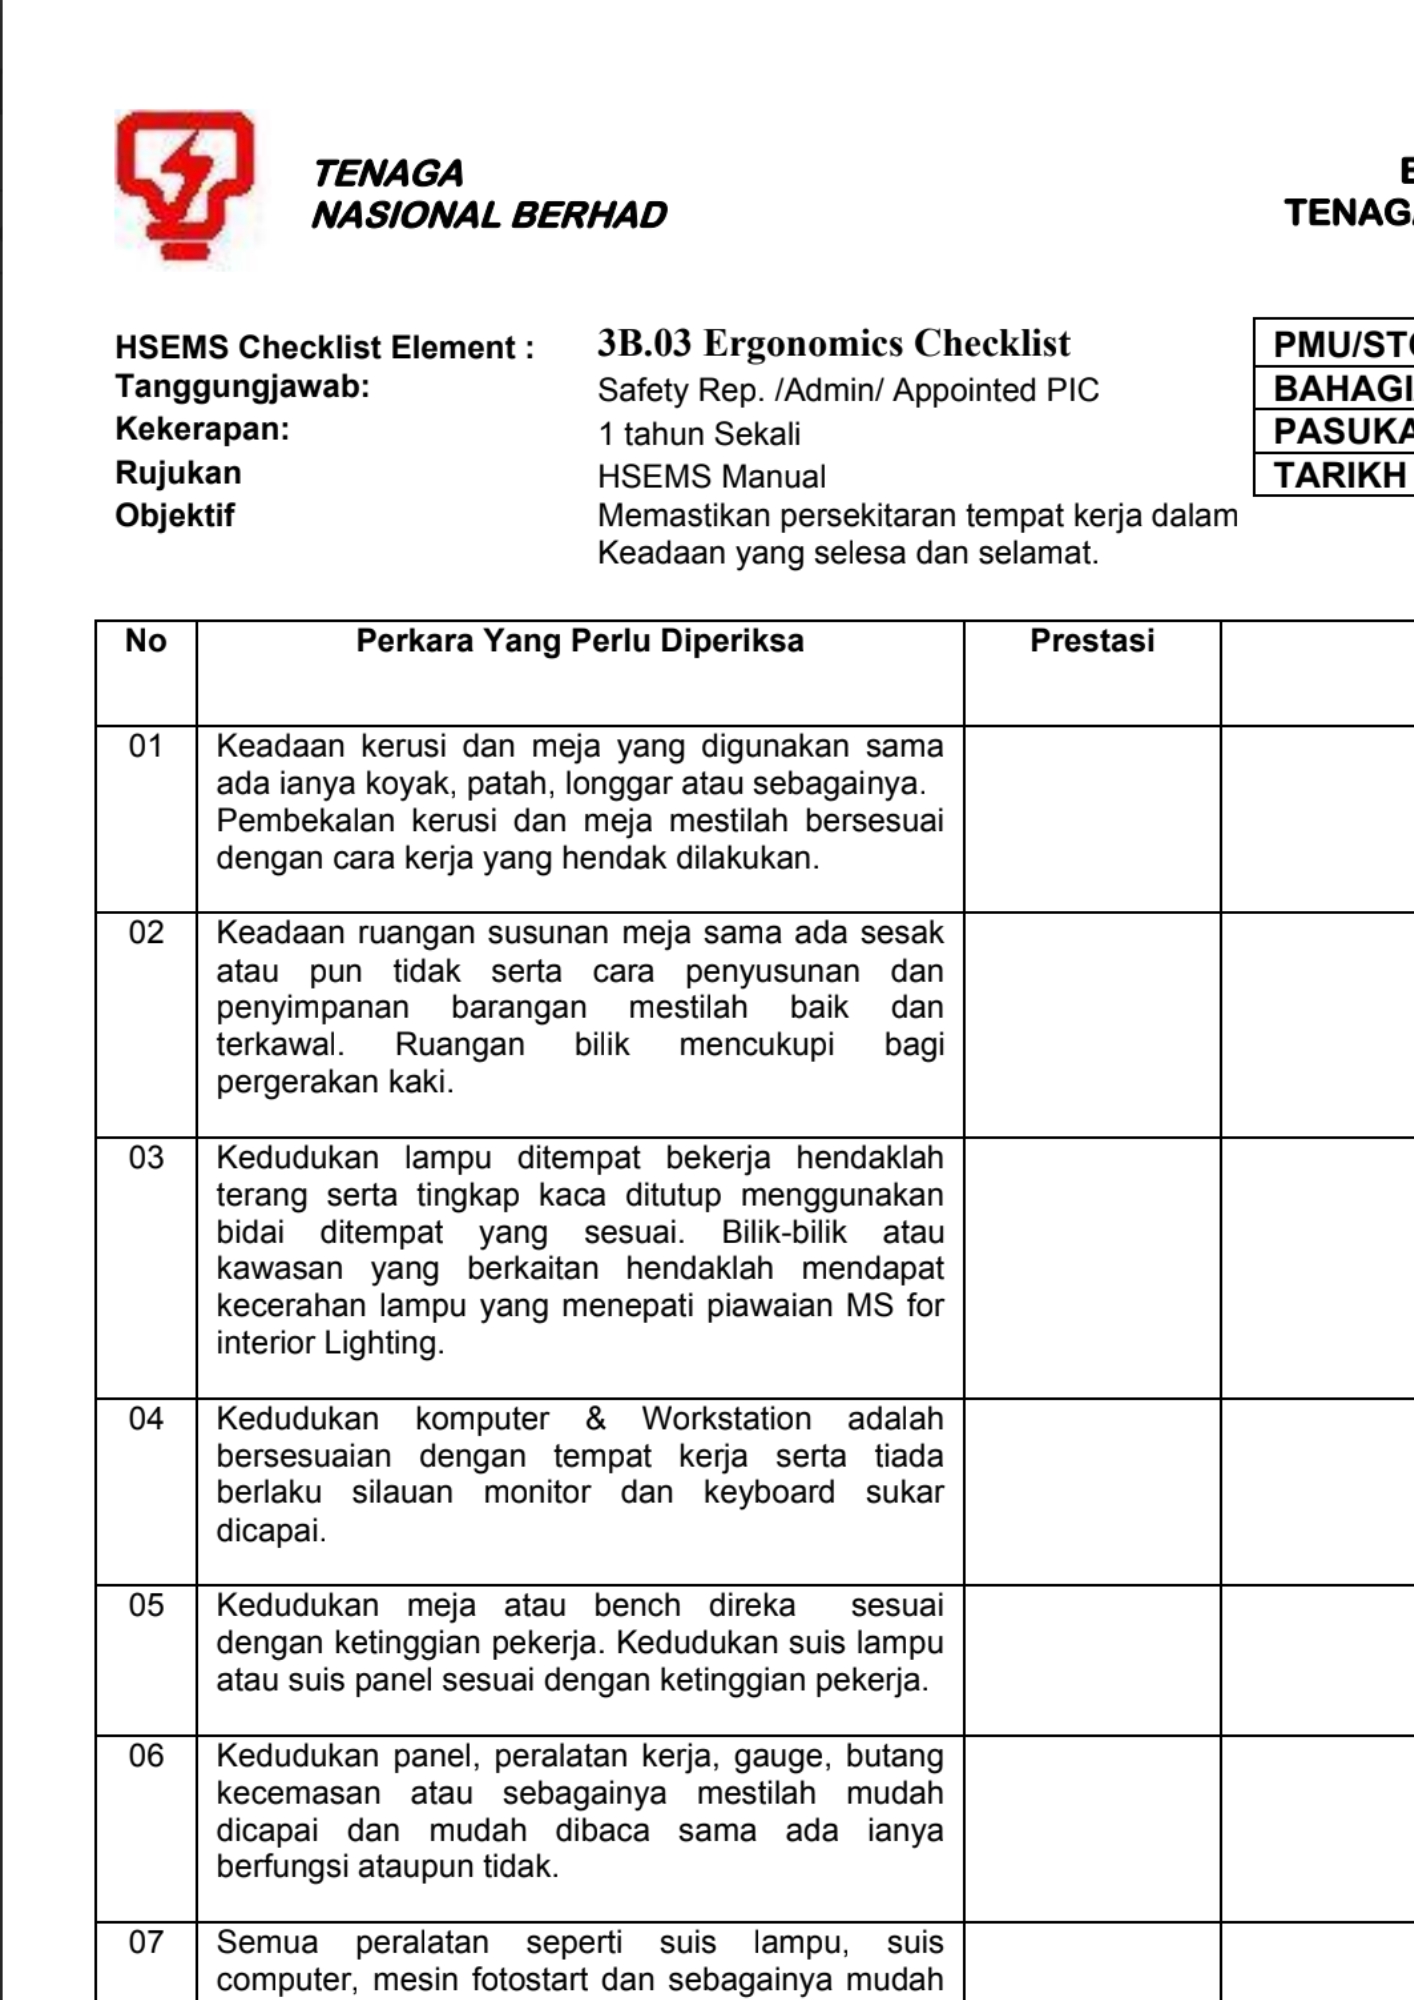 TENAGA
NASIONAL BERHAD
HSEMS Checklist Element :
3B.03 Ergonomics Checklist
Tanggungjawab:
Safety Rep. /Admin/ Appointed PIC
Kekerapan:
1 tahun Sekali
Rujukan
HSEMS Manual
Objektif
Memastikan persekitaran tempat kerja dalam
Keadaan yang selesa dan selamat.
TARIKH
No
Perkara Yang Perlu Diperiksa
Prestasi
01
Keadaan kerusi dan meja yang digunakan sama
ada ianya koyak, patah, longgar atau sebagainya.
Pembekalan kerusi dan meja mestilah bersesuai
dengan cara kerja yang hendak dilakukan.
02
Keadaan ruangan susunan meja sama ada sesak
atau pun tidak serta cara penyusunan dan
penyimpanan barangan mestilah baik dan
terkawal. Ruangan bilik mencukupi bagi
pergerakan kaki.
03
Kedudukan lampu ditempat bekerja hendaklah
terang serta tingkap kaca ditutup menggunakan
bidai ditempat yang sesuai. Bilik-bilik atau
kawasan yang berkaitan hendaklah mendapat
kecerahan lampu yang menepati piawaian MS for
interior Lighting.
04
Kedudukan komputer & Workstation adalah
bersesuaian dengan tempat kerja serta tiada
berlaku silauan monitor dan keyboard sukar
dicapai.
05
Kedudukan meja atau bench direka sesuai
dengan ketinggian pekerja. Kedudukan suis lampu
atau suis panel sesuai dengan ketinggian pekerja.
06
Kedudukan panel, peralatan kerja, gauge, butang
kecemasan atau sebagainya mestilah mudah
dicapai dan mudah dibaca sama ada ianya
berfungsi ataupun tidak.
07
Semua peralatan seperti suis lampu, suis
computer, mesin fotostart dan sebagainya mudah